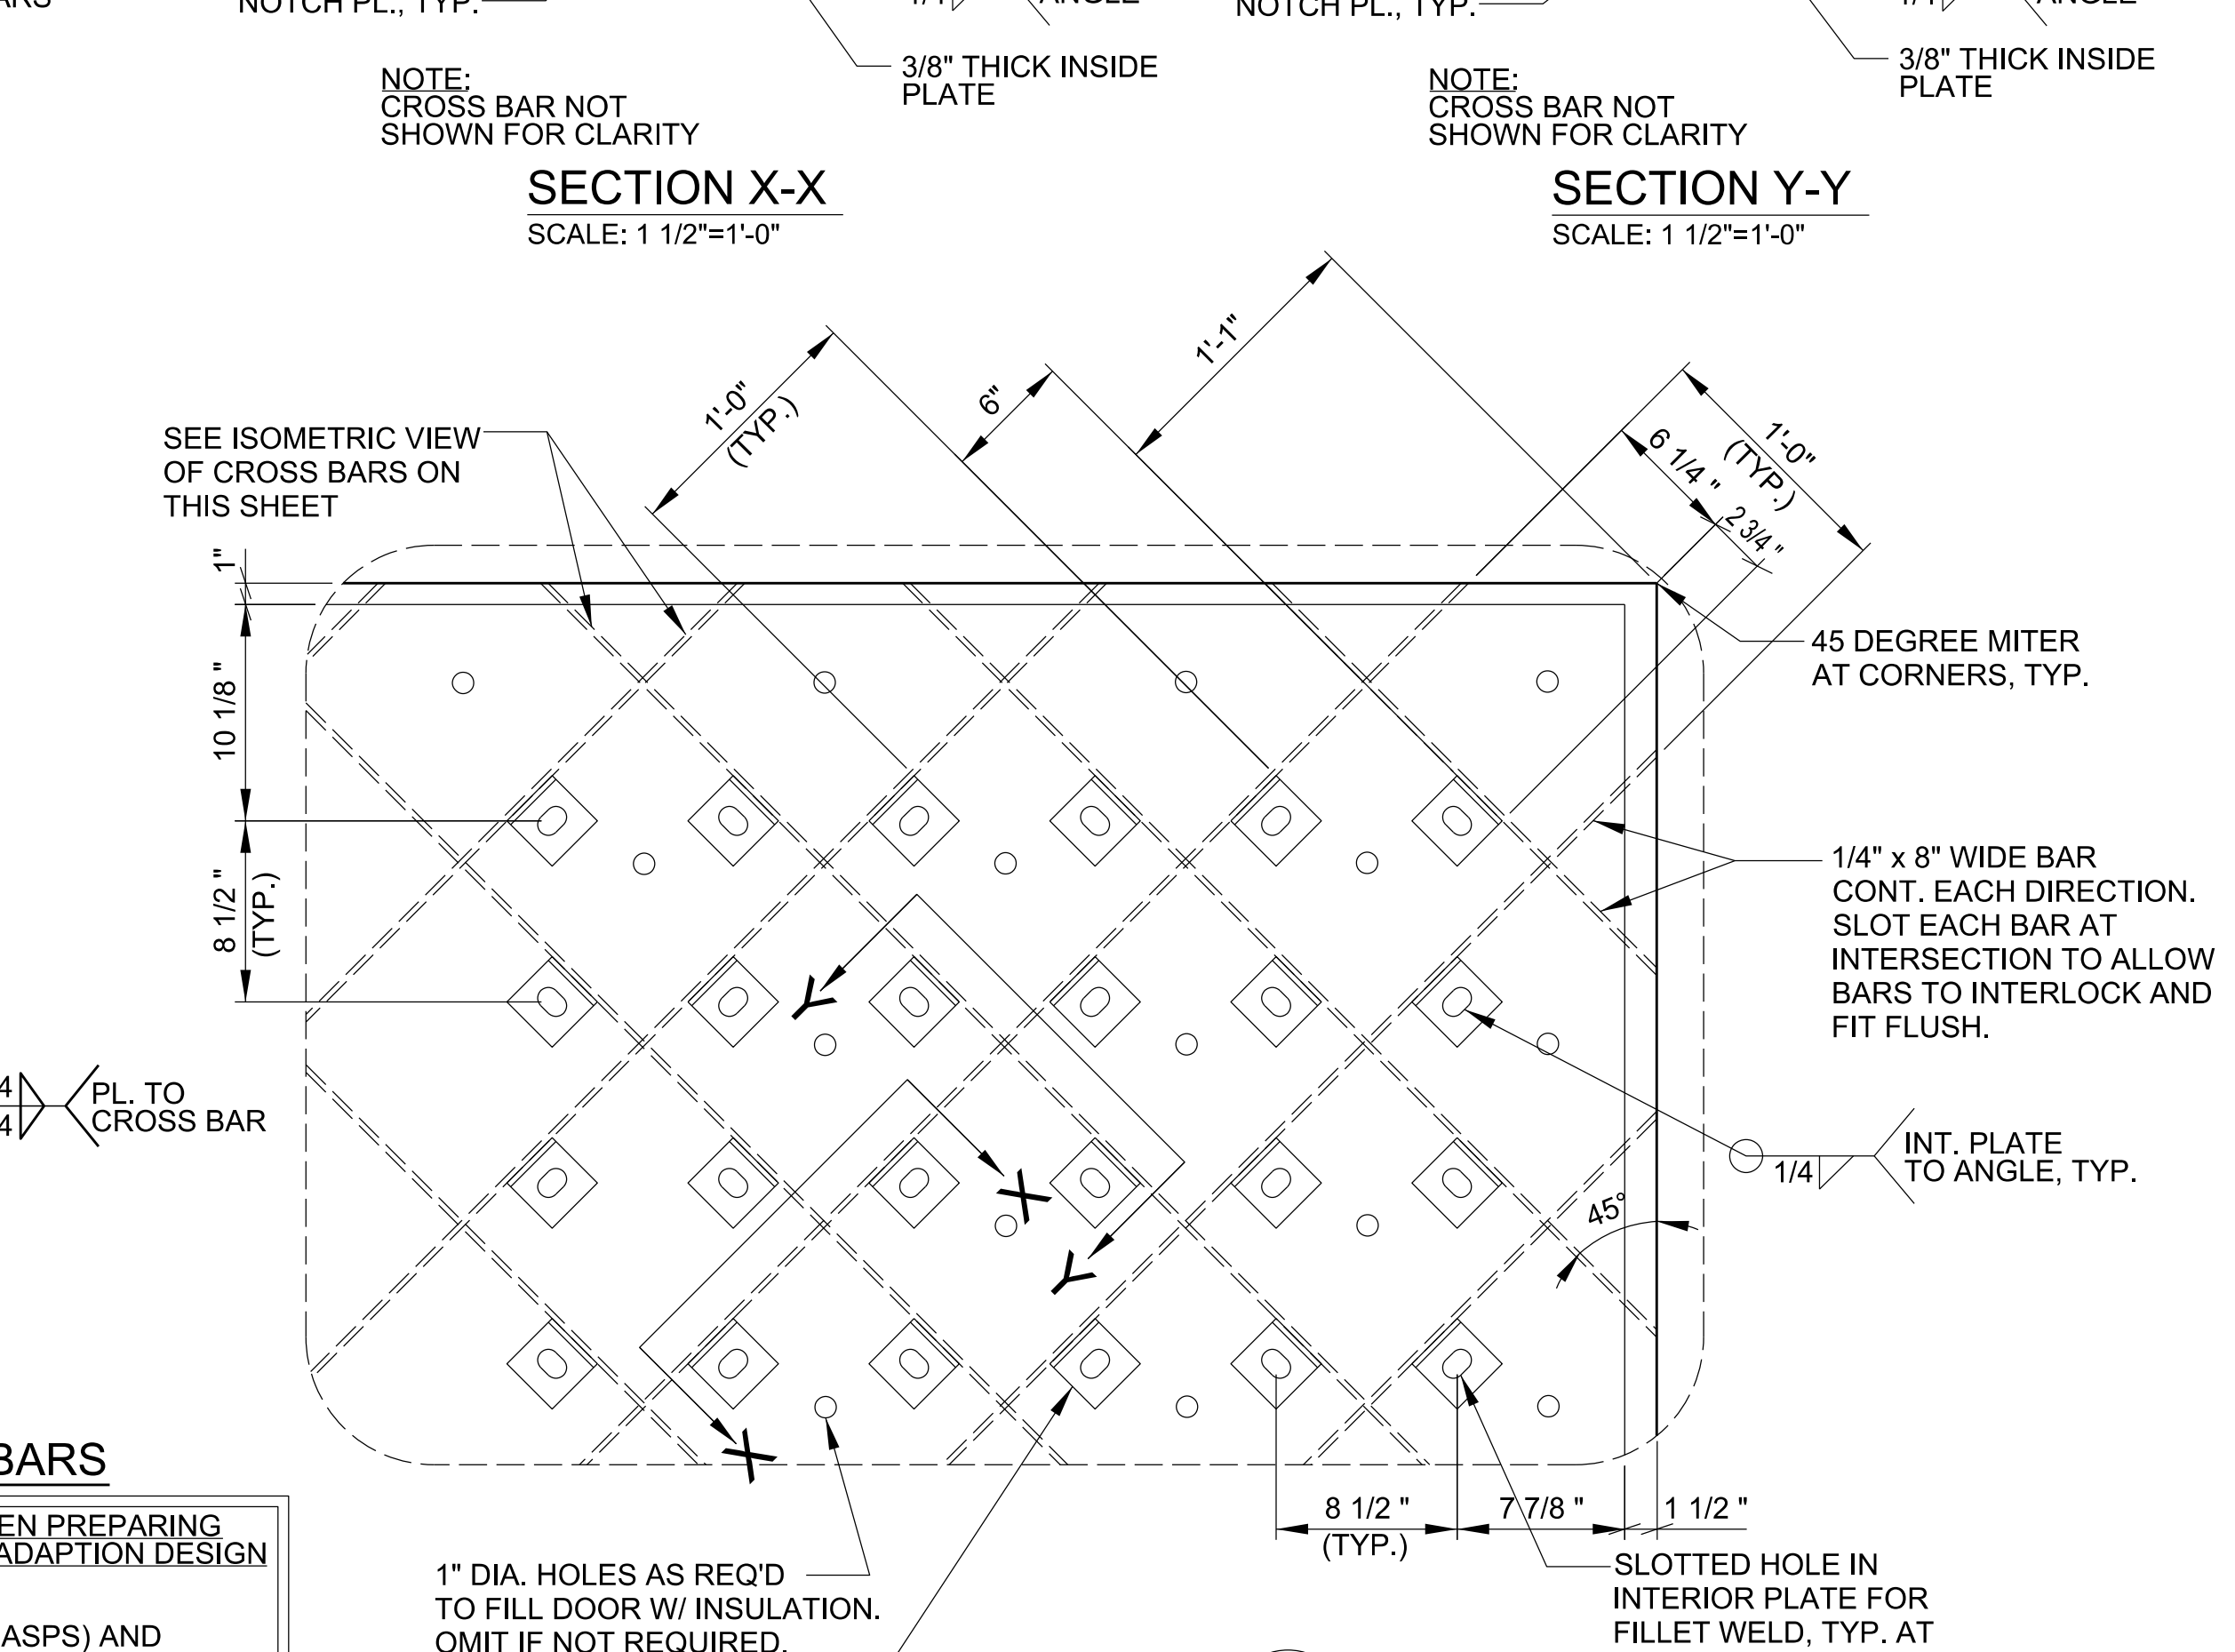 NOTCH PL., TYP.
ANGLE
3/8" THICK INSIDE
PLATE
NOTE:
CROSS BAR NOT
SHOWN FOR CLARITY
SECTION X-X
SCALE: 1 1/2"=1'-0"
NOTCH PL., TYP.
ANGLE
3/8" THICK INSIDE
PLATE
NOTE:
CROSS BAR NOT
SHOWN FOR CLARITY
SECTION Y-Y
SCALE: 1 1/2"=1'-0"
1'-0"
(TYP.)
6"
1'-1"
1'-0"
(TYP.)
6 1/4 "
2 3/4 "
SEE ISOMETRIC VIEW
OF CROSS BARS ON
THIS SHEET
1"
10 1/8 "
8 1/2 "
(TYP.)
45 DEGREE MITER
AT CORNERS, TYP.
1/4" x 8" WIDE BAR
CONT. EACH DIRECTION.
SLOT EACH BAR AT
INTERSECTION TO ALLOW
BARS TO INTERLOCK AND
FIT FLUSH.
Y
X
Y
X
PL. TO
CROSS BAR
1/4
INT. PLATE
TO ANGLE, TYP.
45°
8 1/2 "
(TYP.)
7 7/8 "
1 1/2 "
BARS
EN PREPARING
ADAPTION DESIGN
ASPS) AND
1" DIA. HOLES AS REQ'D
TO FILL DOOR W/ INSULATION.
OMIT IF NOT REQUIRED.
SLOTTED HOLE IN
INTERIOR PLATE FOR
FILLET WELD, TYP. AT